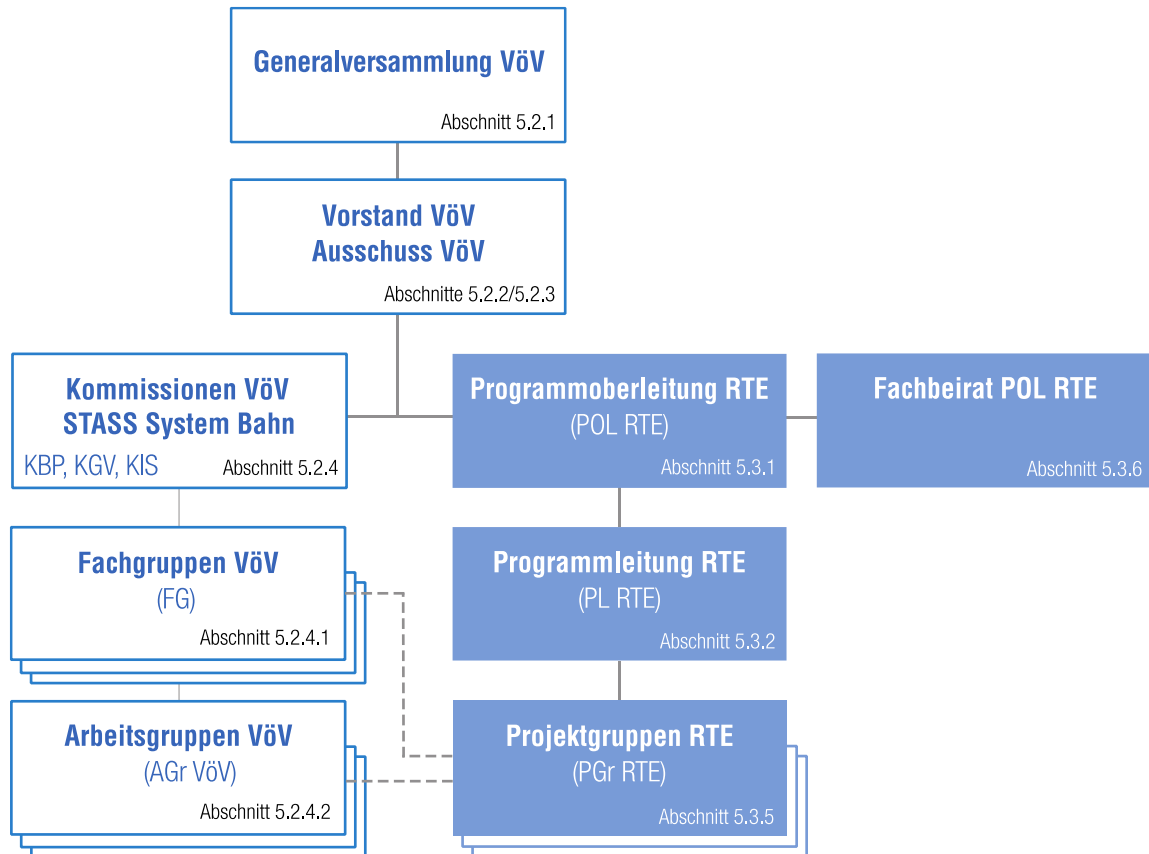 Generalversammlung VöV
Abschnitt 5.2.1
Vorstand VöV
Ausschuss VöV
Abschnitte 5.2.2/5.2.3
Kommissionen VöV
STASS System Bahn
KBP, KGV, KIS Abschnitt 5.2.4
Programmoberleitung RTE
(POL RTE)
Abschnitt 5.3.1
Fachbeirat POL RTE
Abschnitt 5.3.6
Fachgruppen VöV
(FG)
Abschnitt 5.2.4.1
Programmleitung RTE
(PL RTE)
Abschnitt 5.3.2
Arbeitsgruppen VöV
(AGr VöV)
Abschnitt 5.2.4.2
Projektgruppen RTE
(PGr RTE)
Abschnitt 5.3.5